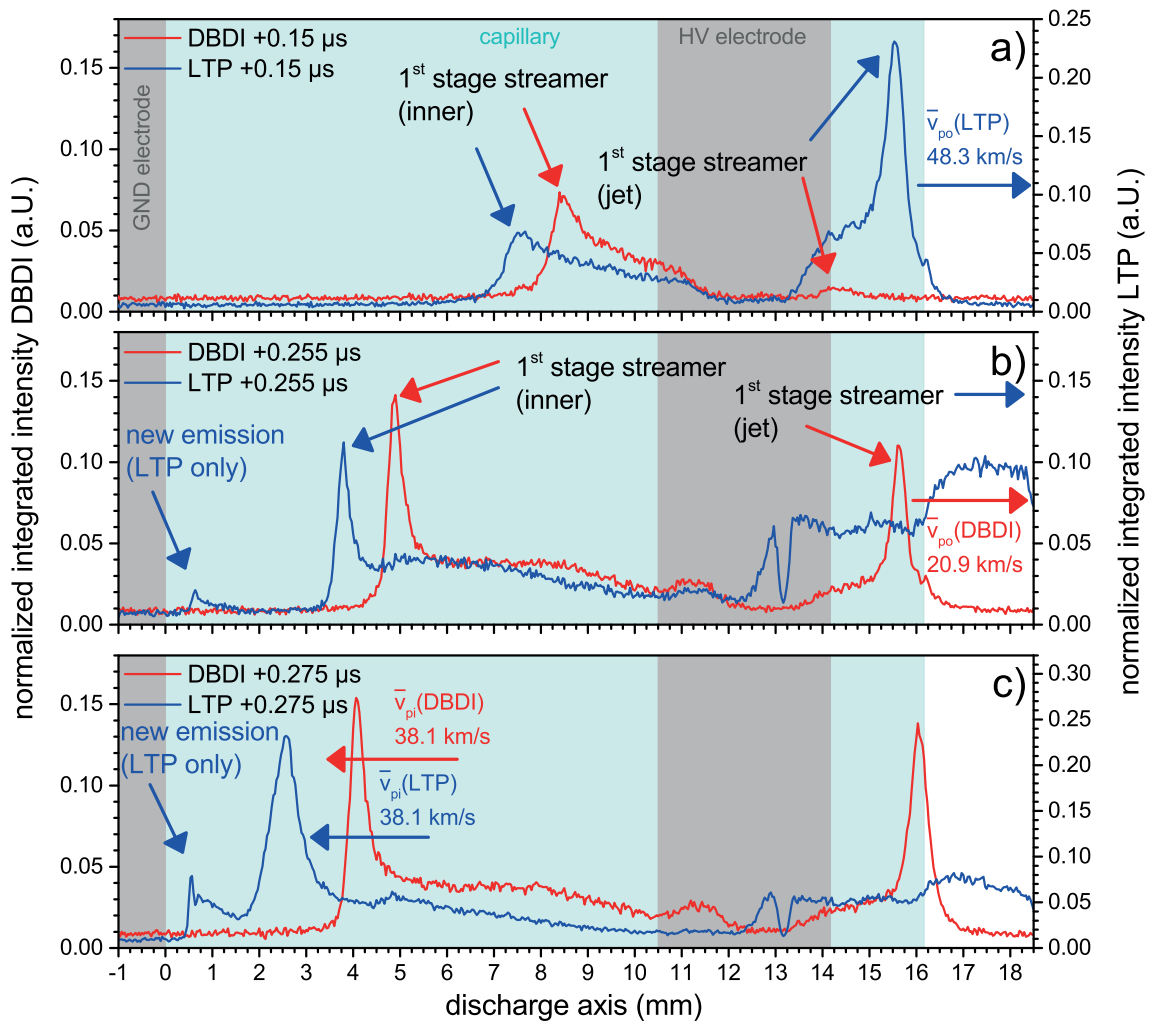 normalized integrated intensity DBDI (a.U.)
normalized integrated intensity LTP (a.U.)
DBDI +0.15 µs
LTP +0.15 µs
capillary
HV electrode
GND electrode
a)
1st stage streamer
(inner)
1st stage streamer
(jet)
v̅po(LTP)
48.3 km/s
0.15
0.10
0.05
0.00
0.25
0.20
0.15
0.10
0.05
0.00
DBDI +0.255 µs
LTP +0.255 µs
b)
1st stage streamer
(inner)
1st stage streamer
(jet)
new emission
(LTP only)
v̅po(DBDI)
20.9 km/s
0.15
0.10
0.05
0.00
0.15
0.10
0.05
0.00
DBDI +0.275 µs
LTP +0.275 µs
c)
new emission
(LTP only)
v̅pi(DBDI)
38.1 km/s
v̅pi(LTP)
38.1 km/s
0.15
0.10
0.05
0.00
0.30
0.25
0.20
0.15
0.10
0.05
0.00
-1 0 1 2 3 4 5 6 7 8 9 10 11 12 13 14 15 16 17 18
discharge axis (mm)